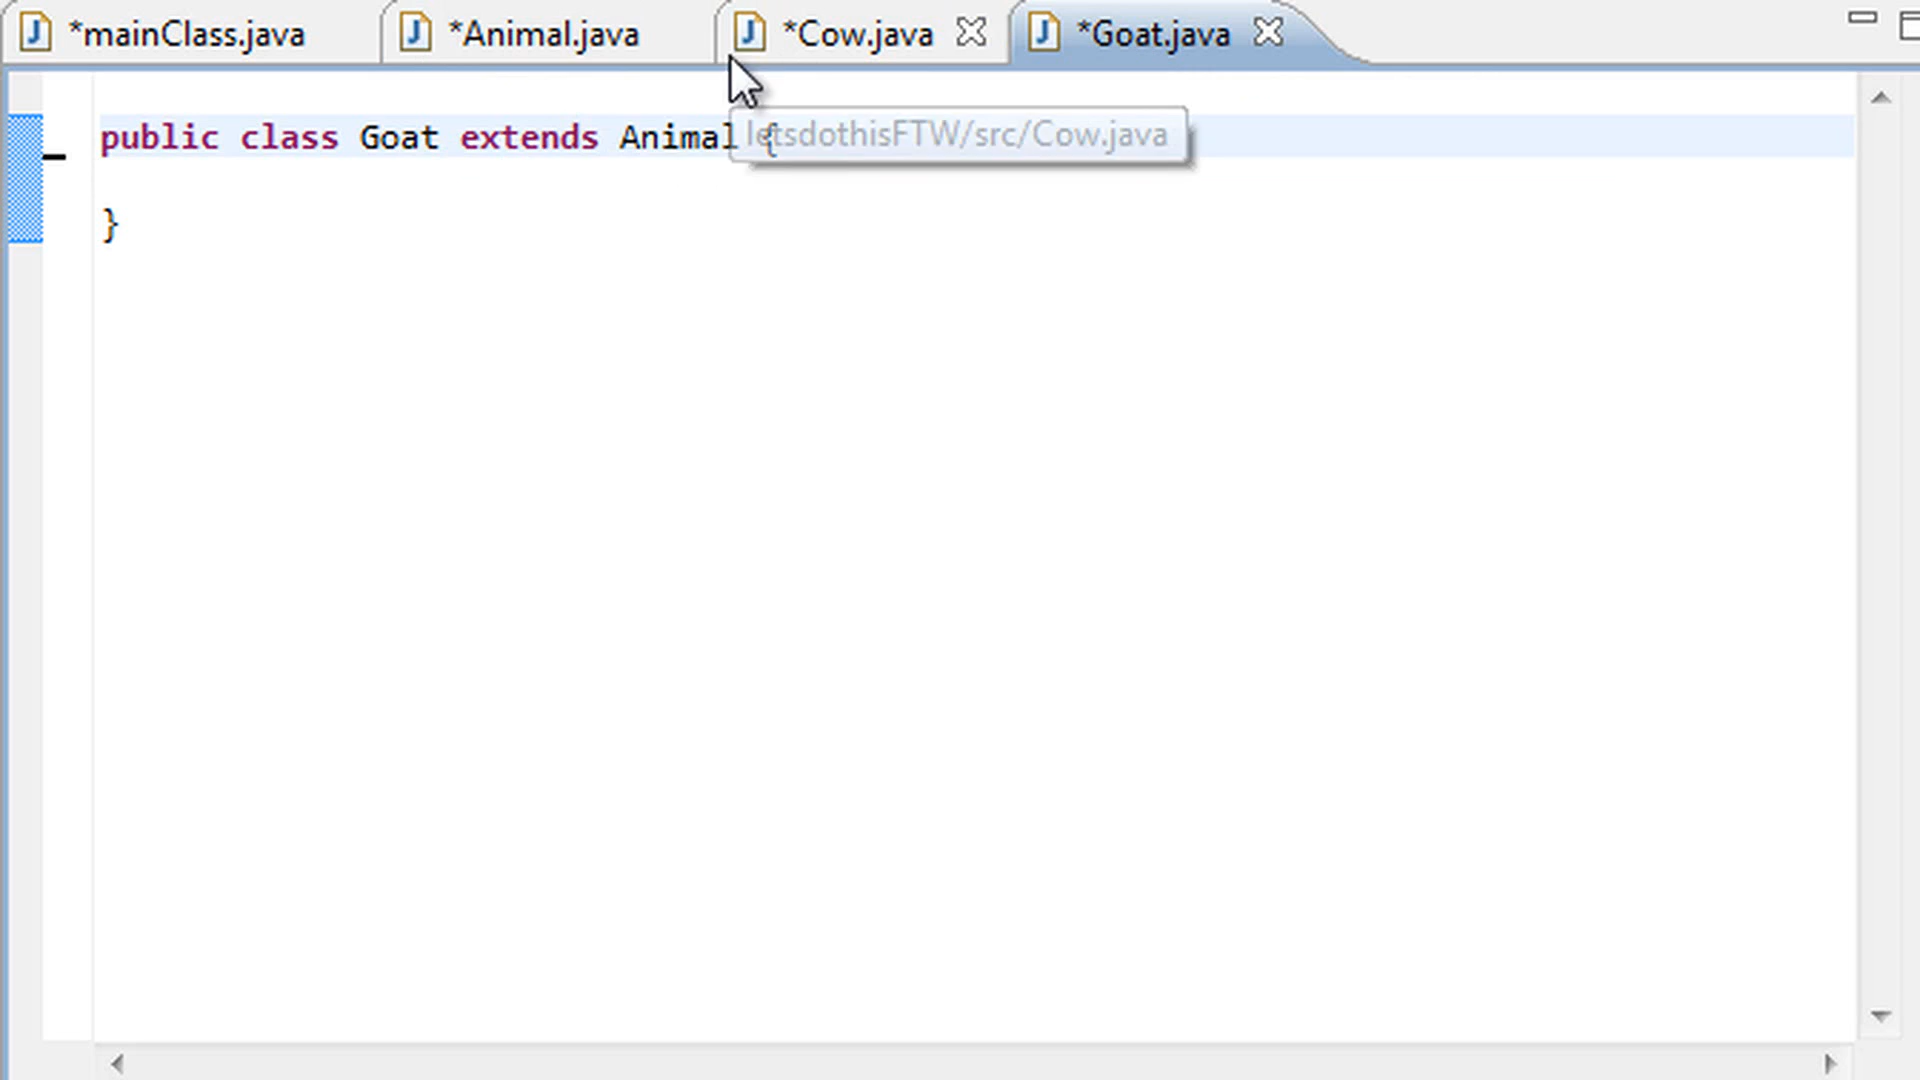 *mainClass.java *Animal.java *Cow.java *Goat.java
public class Goat extends Animal {
letsdothisFTW/src/Cow.java
}